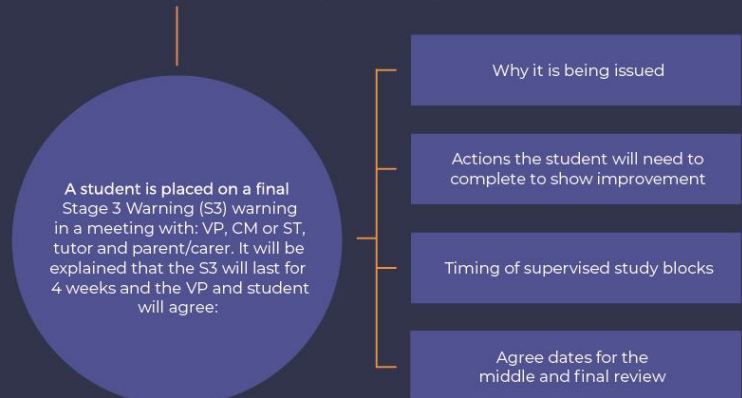 A student is placed on a final
Stage 3 Warning (S3) warning
in a meeting with: VP, CM or ST,
tutor and parent/carer. It will be
explained that the S3 will last for
4 weeks and the VP and student
will agree:
Why it is being issued
Actions the student will need to
complete to show improvement
Timing of supervised study blocks
Agree dates for the
middle and final review